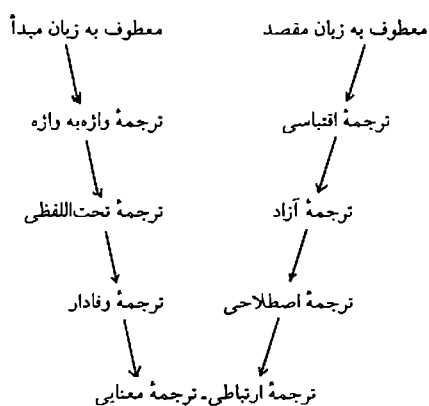 معطوف به زبان مقصد معطوف به زبان مبدأ
ترجمهٔ اقتباسی ترجمهٔ واژه‌به واژه
ترجمهٔ آزاد ترجمهٔ تحت‌اللفظی
ترجمهٔ اصطلاحی ترجمهٔ وفادار
ترجمهٔ ارتباطی ـ ترجمهٔ معنایی